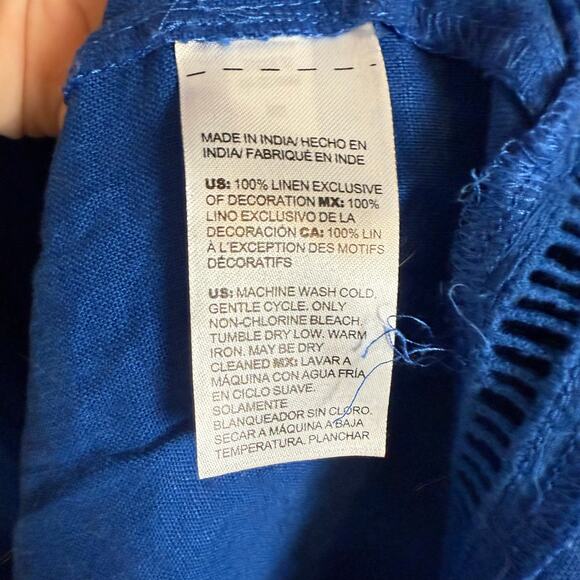 MADE IN INDIA/ HECHO EN
INDIA/ FABRIQUÉ EN INDE
US: 100% LINEN EXCLUSIVE
OF DECORATION MX: 100%
LINO EXCLUSIVO DE LA
DECORACIÓN CA: 100% LIN
À L'EXCEPTION DES MOTIFS
DÉCORATIFS
US: MACHINE WASH COLD,
GENTLE CYCLE. ONLY
NON-CHLORINE BLEACH.
TUMBLE DRY LOW. WARM
IRON. MAY BE DRY
CLEANED MX: LAVAR A
MÁQUINA CON AGUA FRÍA
EN CICLO SUAVE.
SOLAMENTE
BLANQUEADOR SIN CLORO.
SECAR A MÁQUINA A BAJA
TEMPERATURA. PLANCHAR